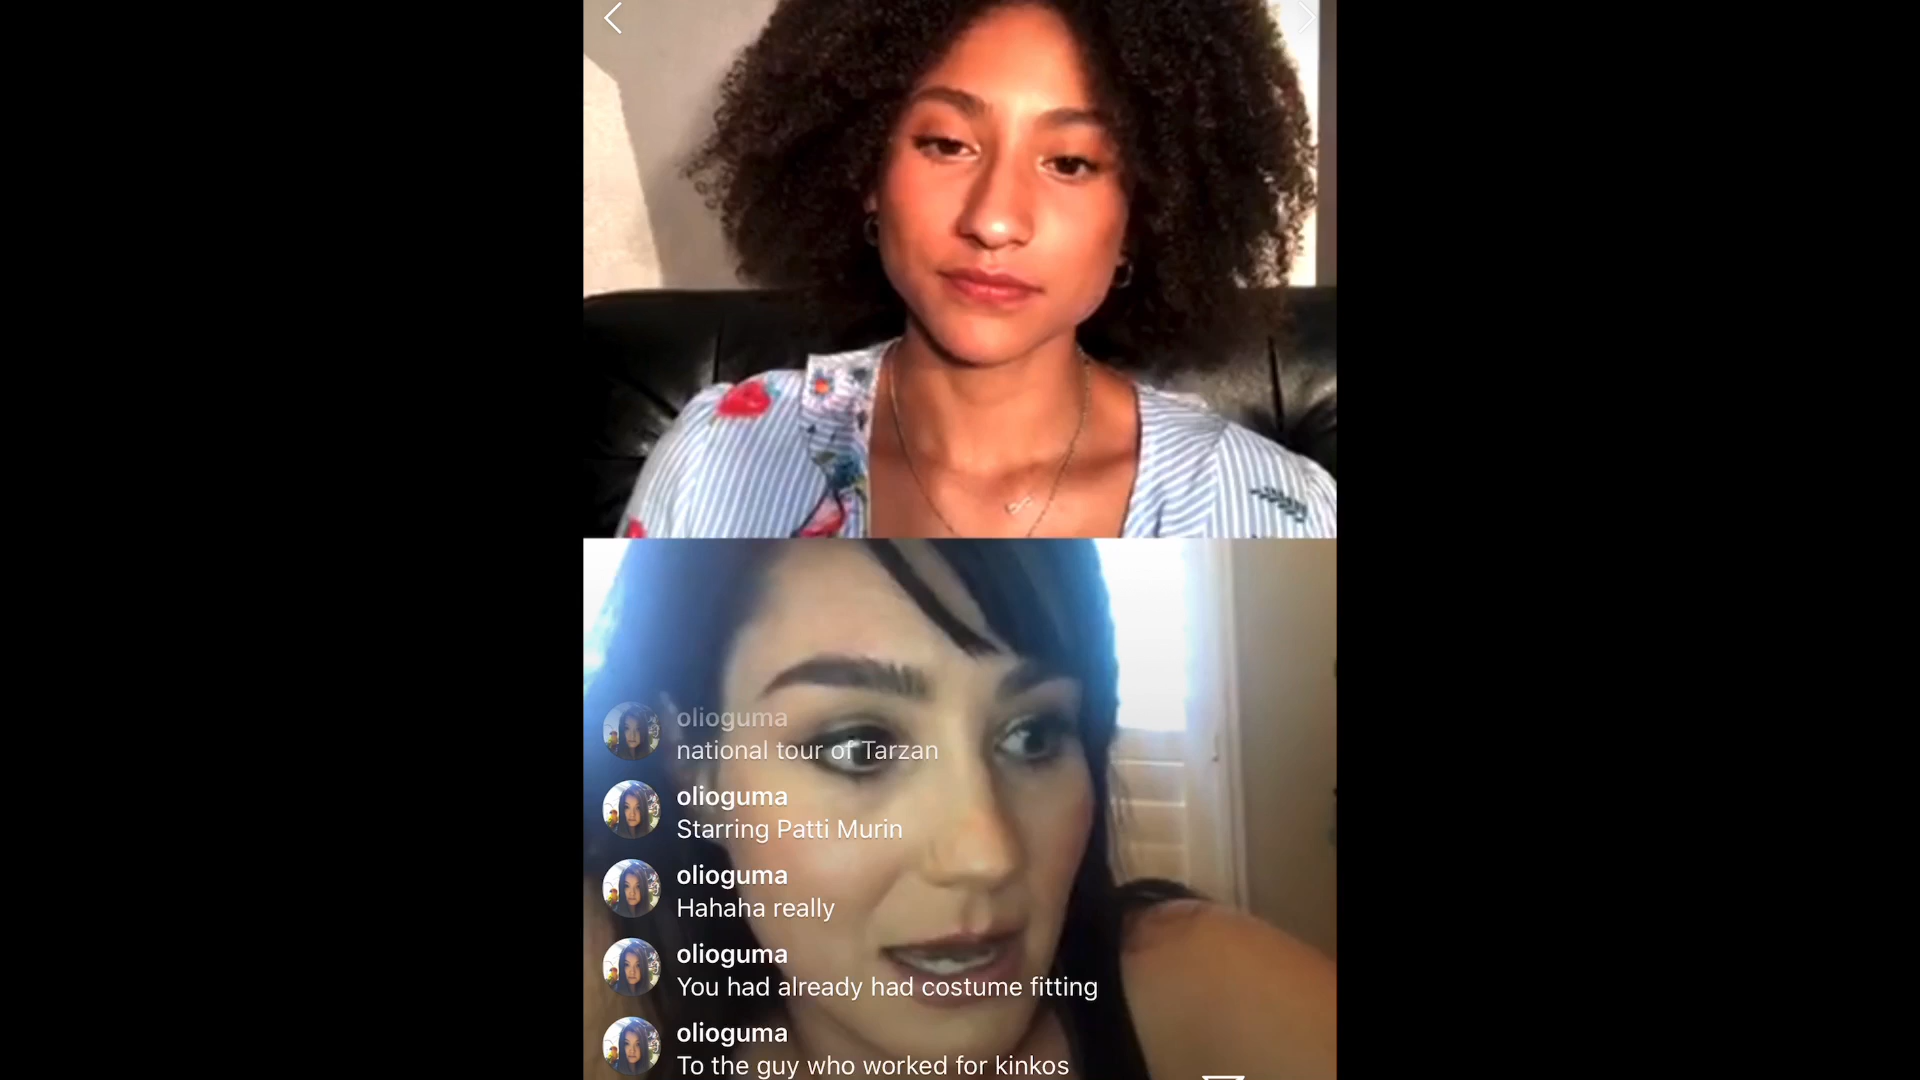 olioguma
national tour of Tarzan
olioguma
Starring Patti Murin
olioguma
Hahaha really
olioguma
You had already had costume fitting
olioguma
To the guy who worked for kinkos